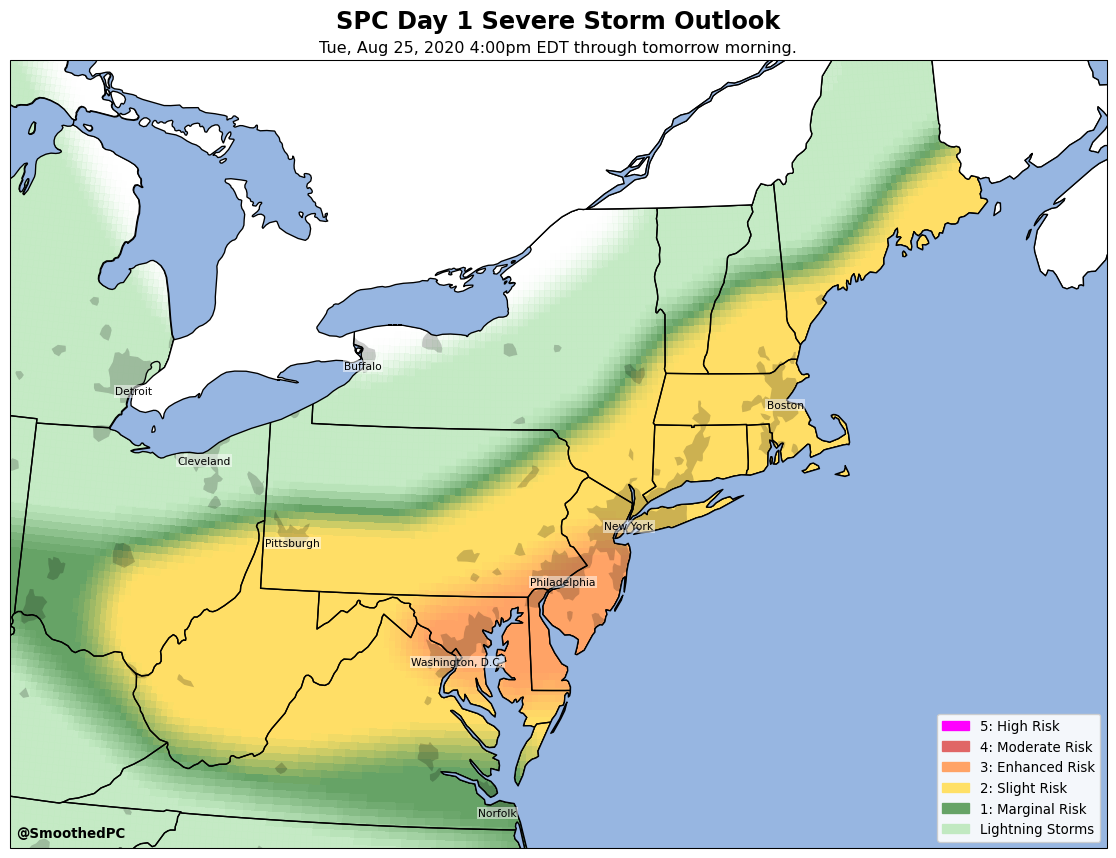 SPC Day 1 Severe Storm Outlook
Tue, Aug 25, 2020 4:00pm EDT through tomorrow morning.
Buffalo
Detroit
Boston
Cleveland
New York
Pittsburgh
Philadelphia
Washington, D.C.
Norfolk
5: High Risk
4: Moderate Risk
3: Enhanced Risk
2: Slight Risk
1: Marginal Risk
Lightning Storms
@SmoothedPC